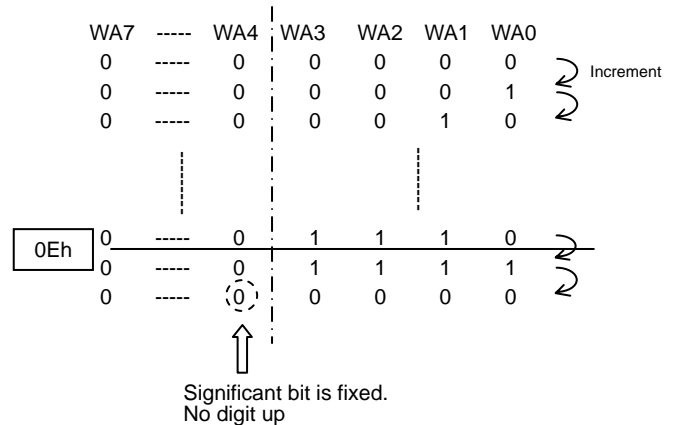 WA7 ----- WA4 WA3 WA2 WA1 WA0
0 ----- 0 0 0 0 0
Increment
0 ----- 0 0 0 0 1
0 ----- 0 0 0 1 0
0 ----- 0 1 1 1 0
0Eh
0 ----- 0 1 1 1 1
0 ----- 0 0 0 0 0
Significant bit is fixed.
No digit up